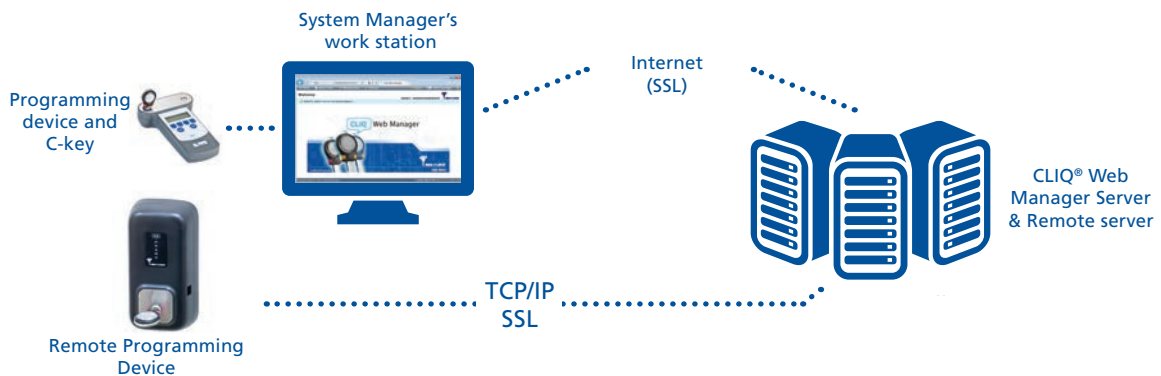 System Manager's
work station
Internet
(SSL)
Programming
device and
C-key
CLIQ Web Manager
CLIQ® Web
Manager Server
& Remote server
TCP/IP
SSL
Remote Programming
Device